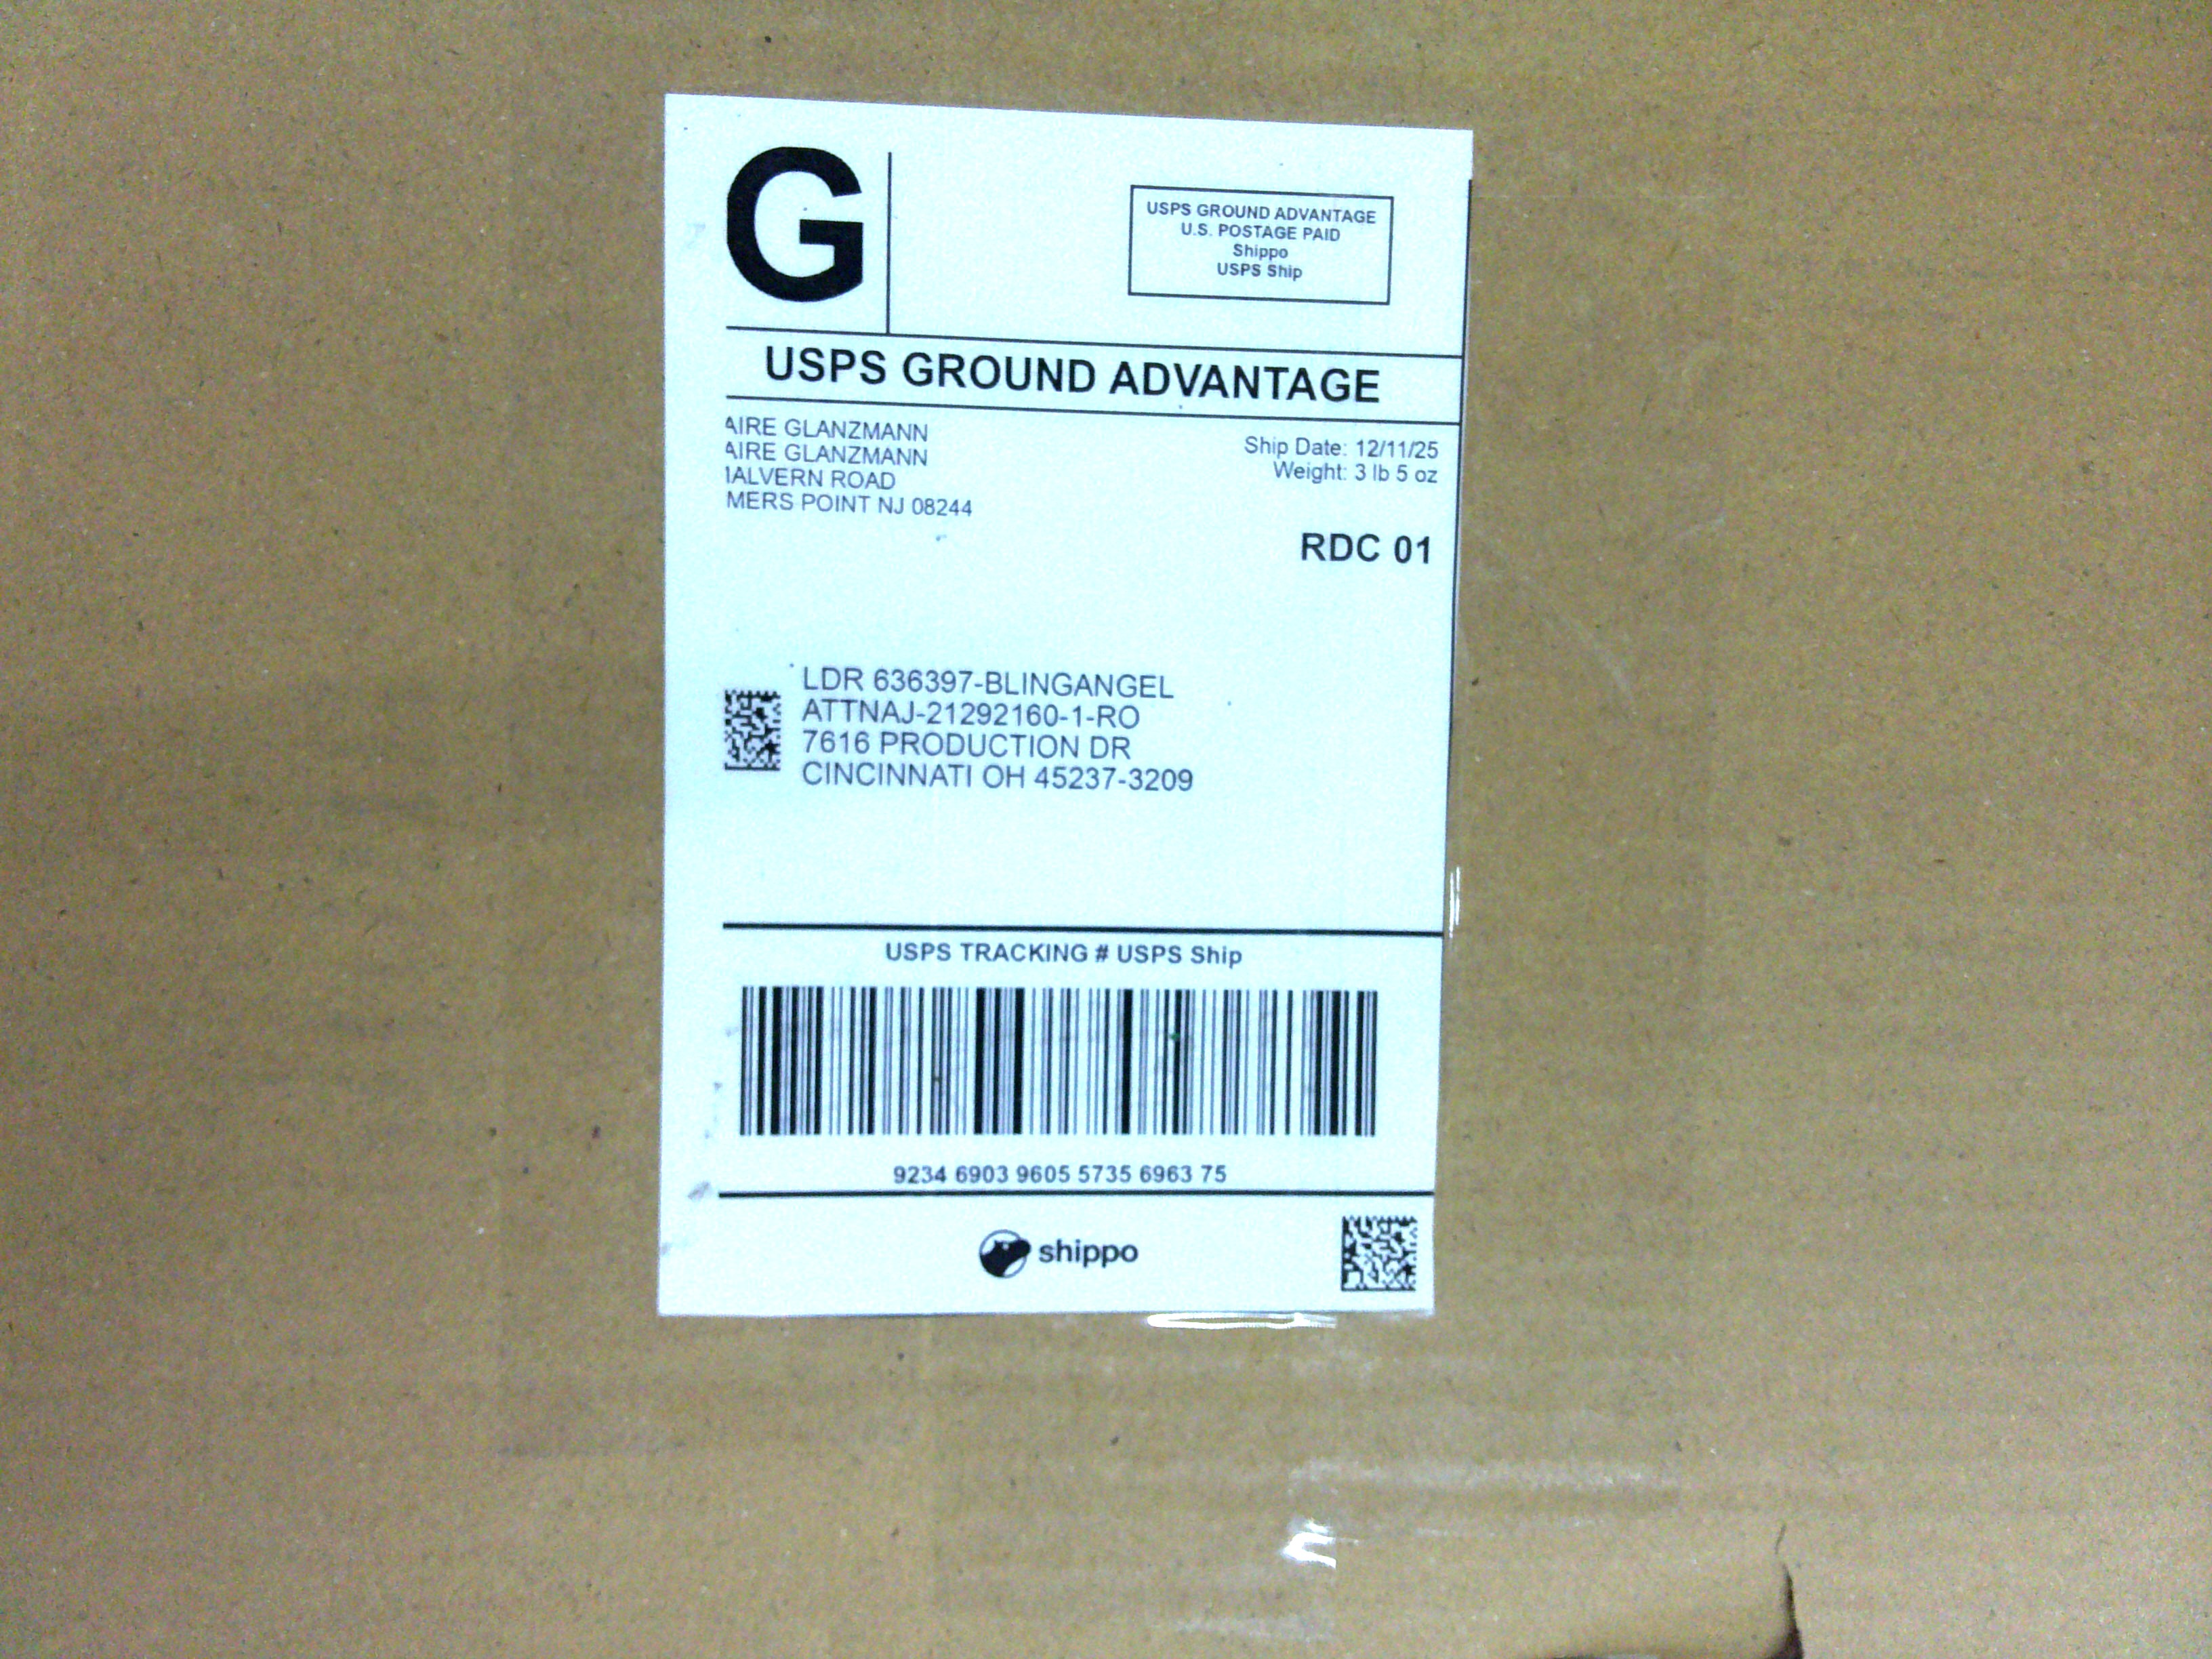 G
USPS GROUND ADVANTAGE
U.S. POSTAGE PAID
Shippo
USPS Ship
USPS GROUND ADVANTAGE
AIRE GLANZMANN
AIRE GLANZMANN
ALVERN ROAD
MERS POINT NJ 08244
Ship Date: 12/11/25
Weight: 3 lb 5 oz
RDC 01
LDR 636397-BLINGANGEL
ATTNAJ-21292160-1-RO
7616 PRODUCTION DR
CINCINNATI OH 45237-3209
USPS TRACKING # USPS Ship
9234 6903 9605 5735 6963 75
shippo